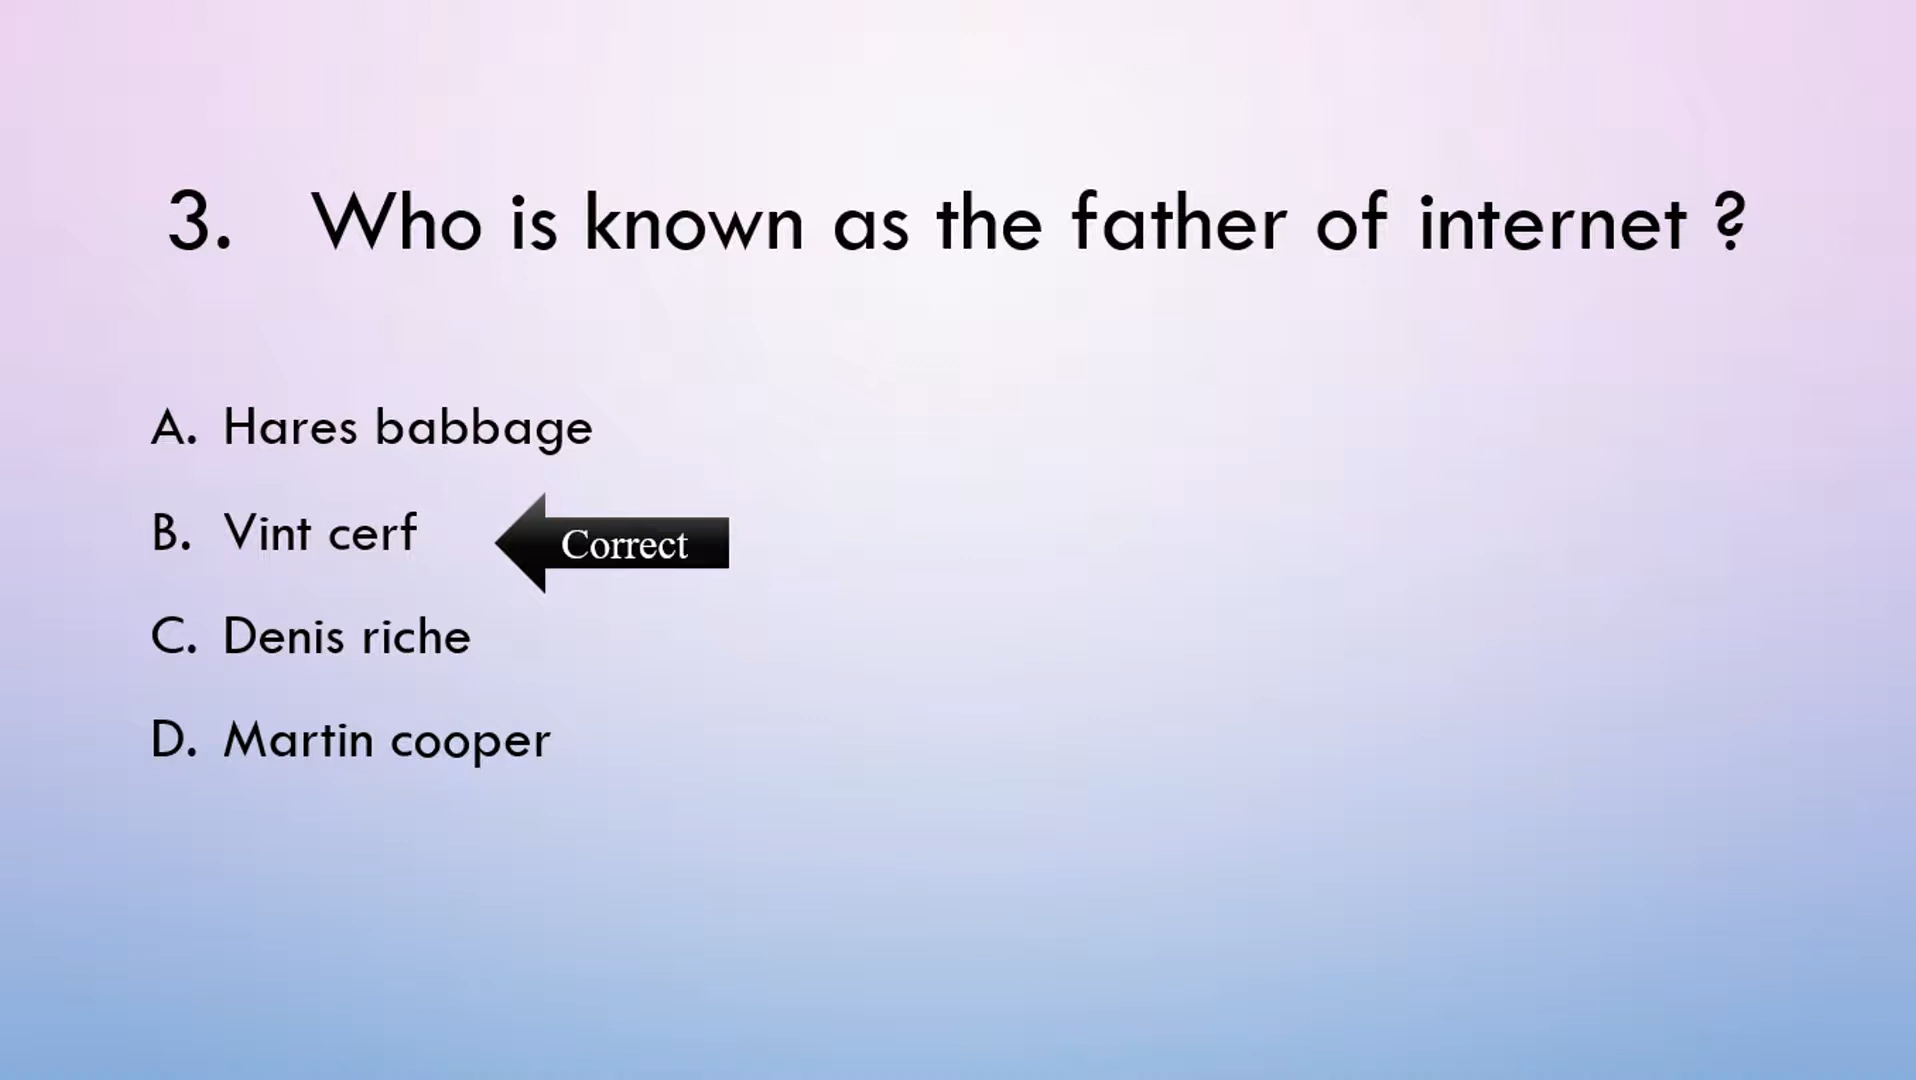 3. Who is known as the father of internet ?
A. Hares babbage
B. Vint cerf
Correct
C. Denis riche
D. Martin cooper